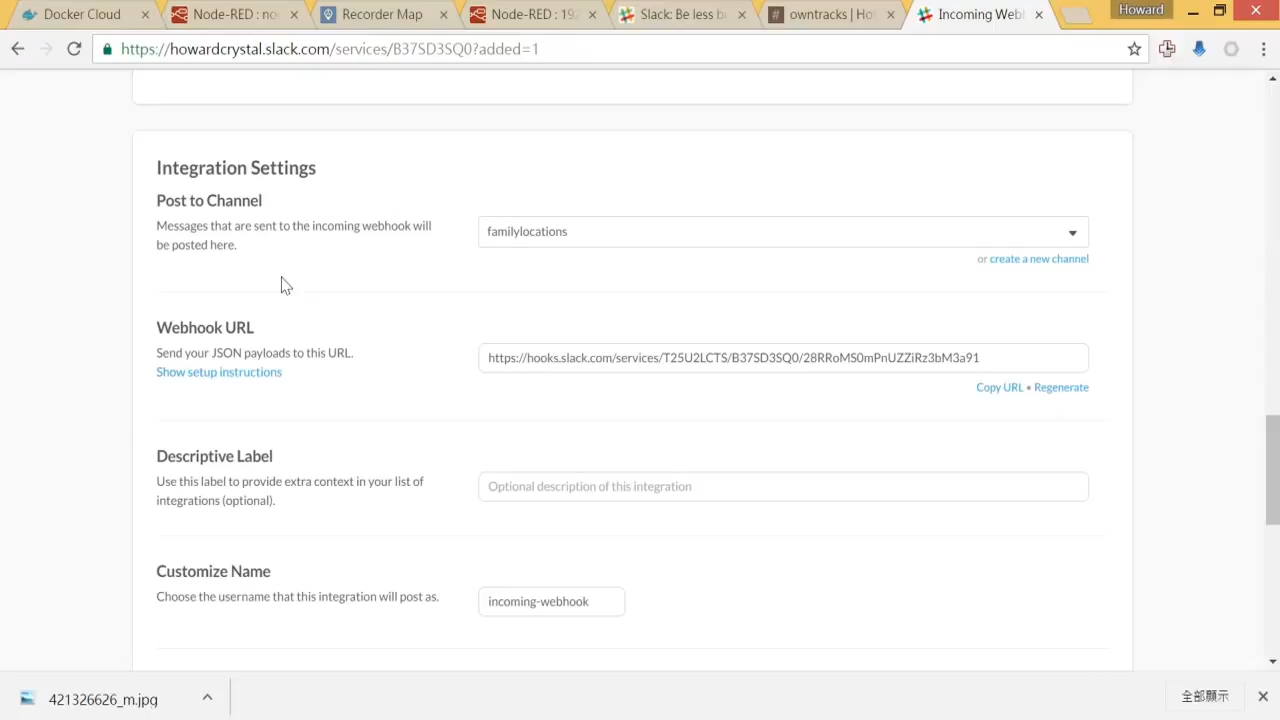 Docker Cloud
Node-RED : no
Recorder Map
Node-RED : 19
Slack: Be less b
owntracks | Ho
Incoming Web
Howard
https://howardcrystal.slack.com/services/B37SD3SQ0?added=1
Integration Settings
Post to Channel
Messages that are sent to the incoming webhook will
be posted here.
familylocations
or create a new channel
Webhook URL
Send your JSON payloads to this URL.
Show setup instructions
https://hooks.slack.com/services/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
Copy URL • Regenerate
Descriptive Label
Use this label to provide extra context in your list of
integrations (optional).
Optional description of this integration
Customize Name
Choose the username that this integration will post as.
incoming-webhook
421326626_m.jpg
全部顯示